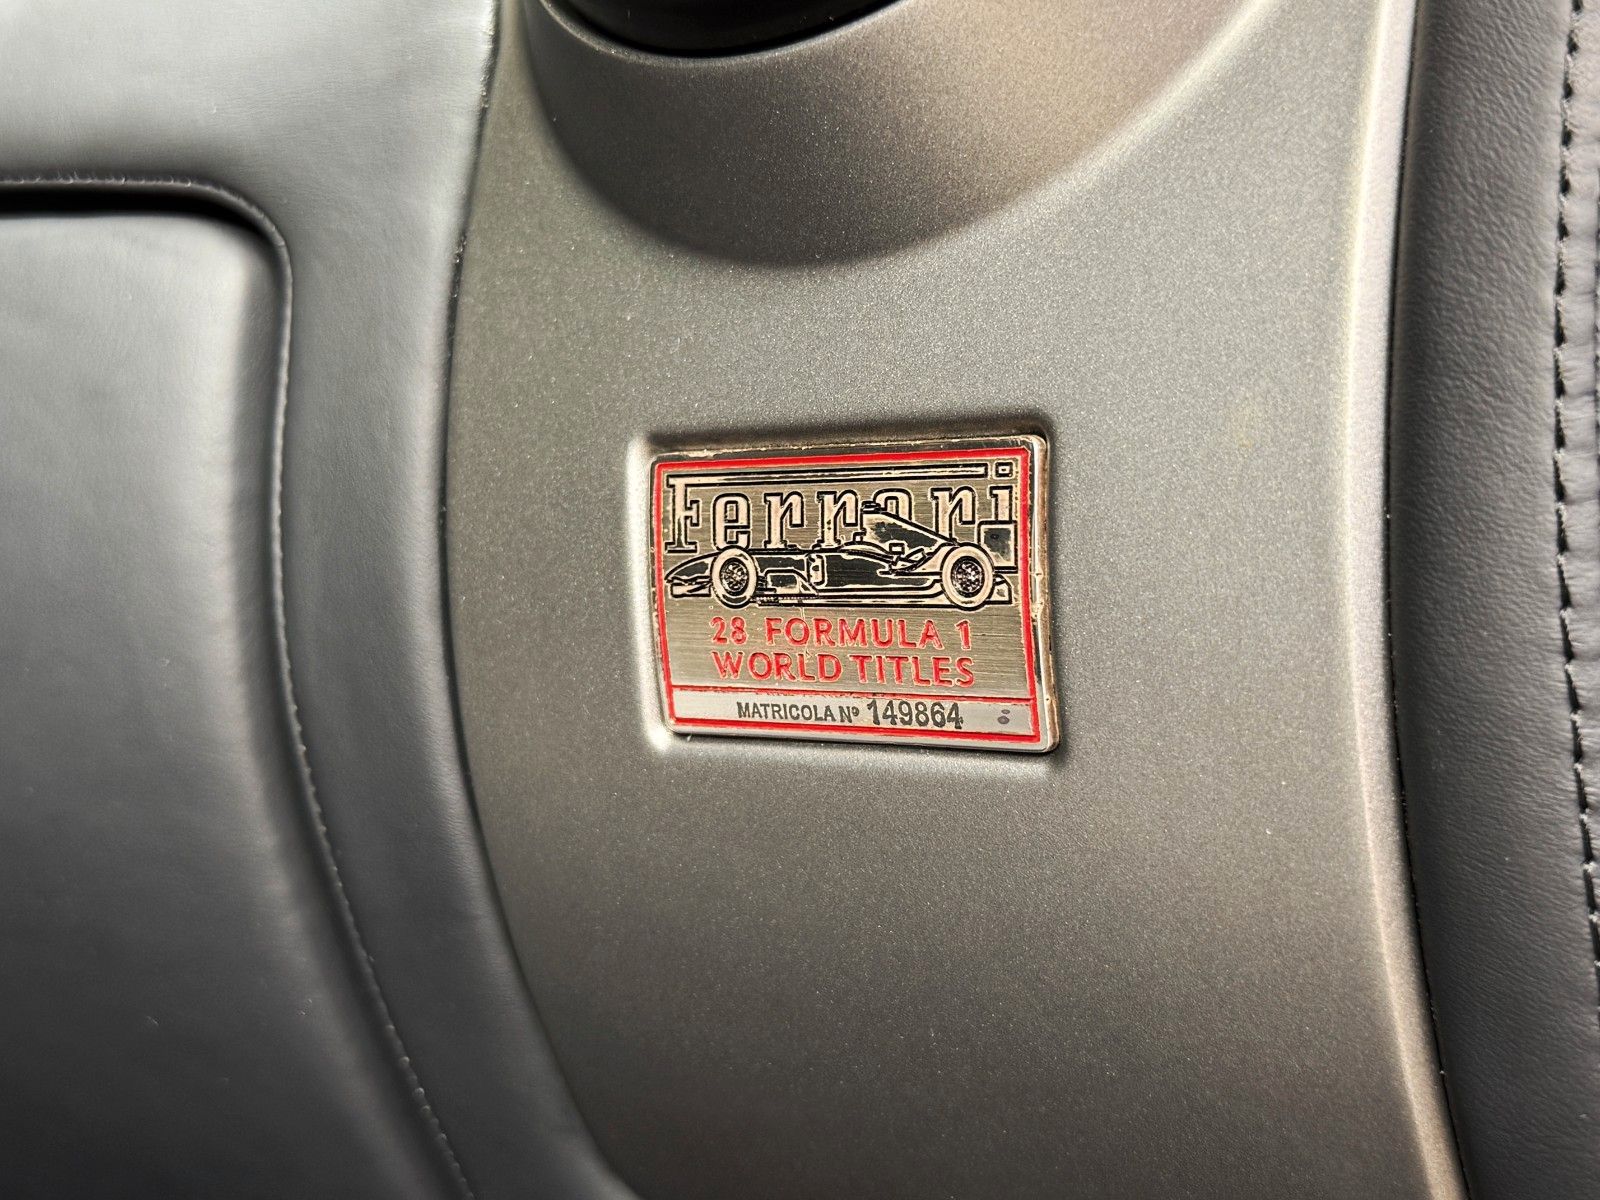 Ferrari
28 FORMULA 1
WORLD TITLES
MATRICOLA Nº 149864